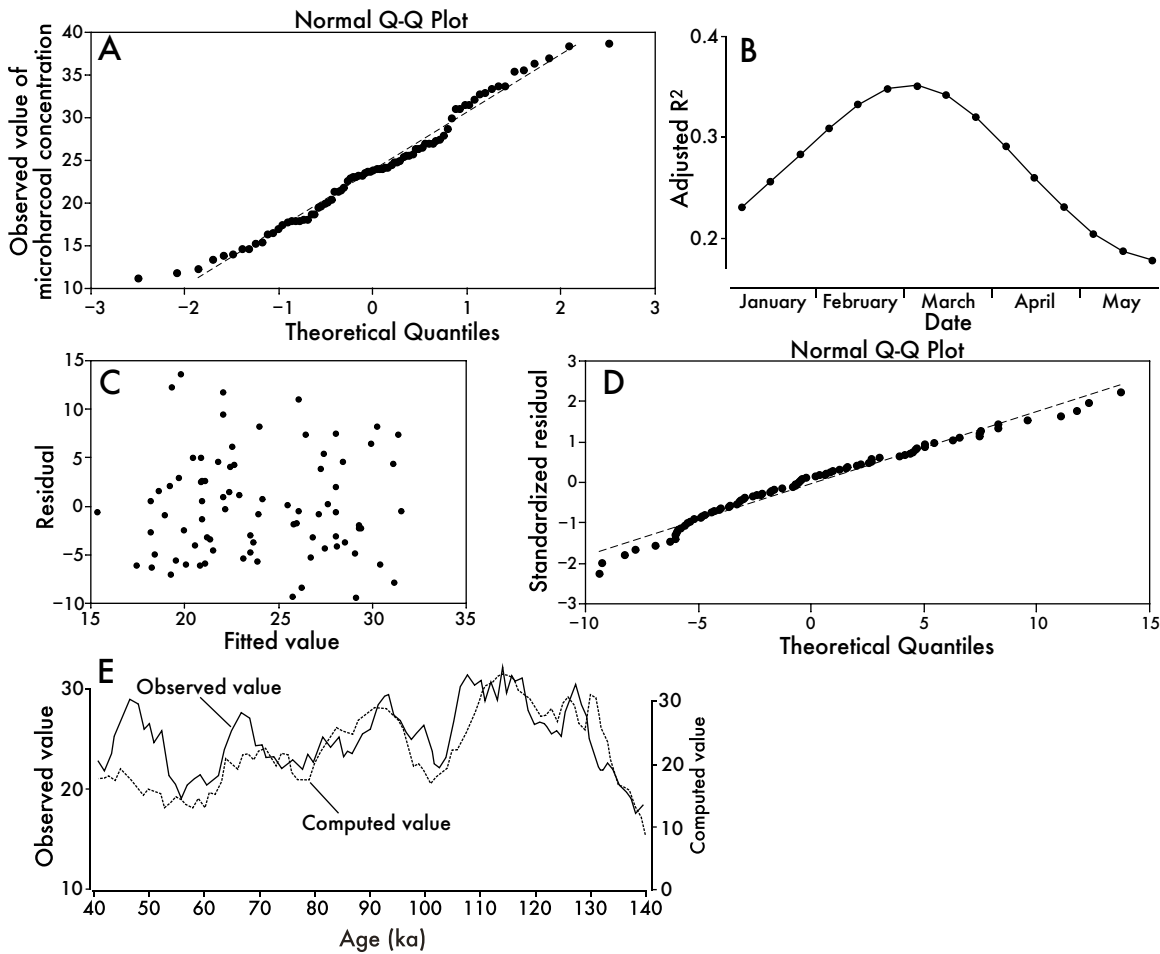 Normal Q-Q Plot
A
Observed value of
microharcoal concentration
40
35
30
25
20
15
10
−3
−2
−1
0
1
2
3
Theoretical Quantiles
B
Adjusted R2
0.4
0.3
0.2
January
February
March
April
May
Date
C
Residual
15
10
5
0
−5
−10
15
20
25
30
35
Fitted value
Normal Q-Q Plot
D
Standardized residual
3
2
1
0
−1
−2
−3
−10
−5
0
5
10
15
Theoretical Quantiles
E
Observed value
30
20
10
Observed value
Computed value
30
20
10
0
Computed value
40
50
60
70
80
90
100
110
120
130
140
Age (ka)